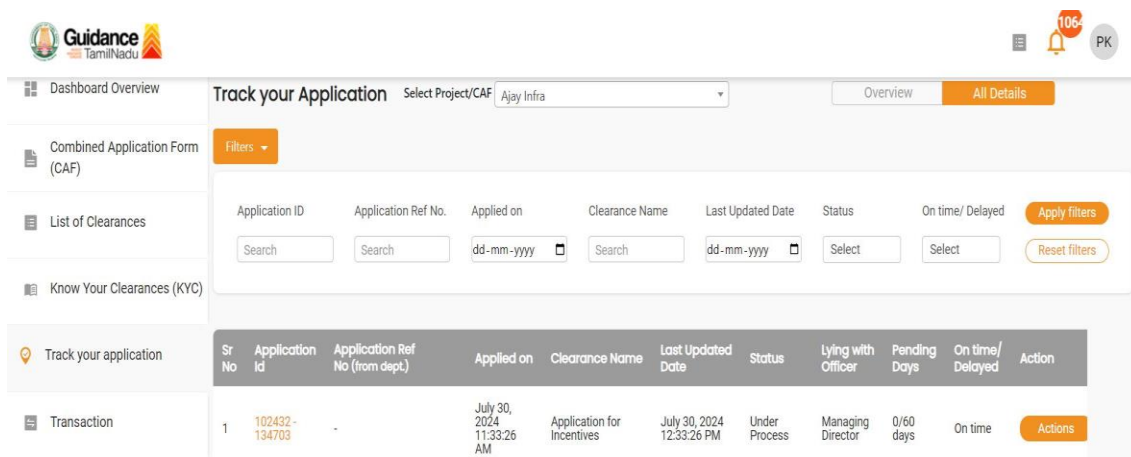 Guidance
TamilNadu
1064
PK
Dashboard Overview
Combined Application Form
(CAF)
List of Clearances
Know Your Clearances (KYC)
Track your application
Transaction
Track your Application Select Project/CAF Ajay Infra Overview All Details
Filters
Application ID Application Ref No. Applied on Clearance Name Last Updated Date Status On time/ Delayed Apply filters
Search Search dd-mm-yyyy Search dd-mm-yyyy Select Select Reset filters
Sr No Application Id Application Ref No (from dept.) Applied on Clearance Name Last Updated Date Status Lying with Officer Pending Days On time/ Delayed Action
1 102432 - 134703 - July 30, 2024 11:33:26 AM Application for Incentives July 30, 2024 12:33:26 PM Under Process Managing Director 0/60 days On time Actions